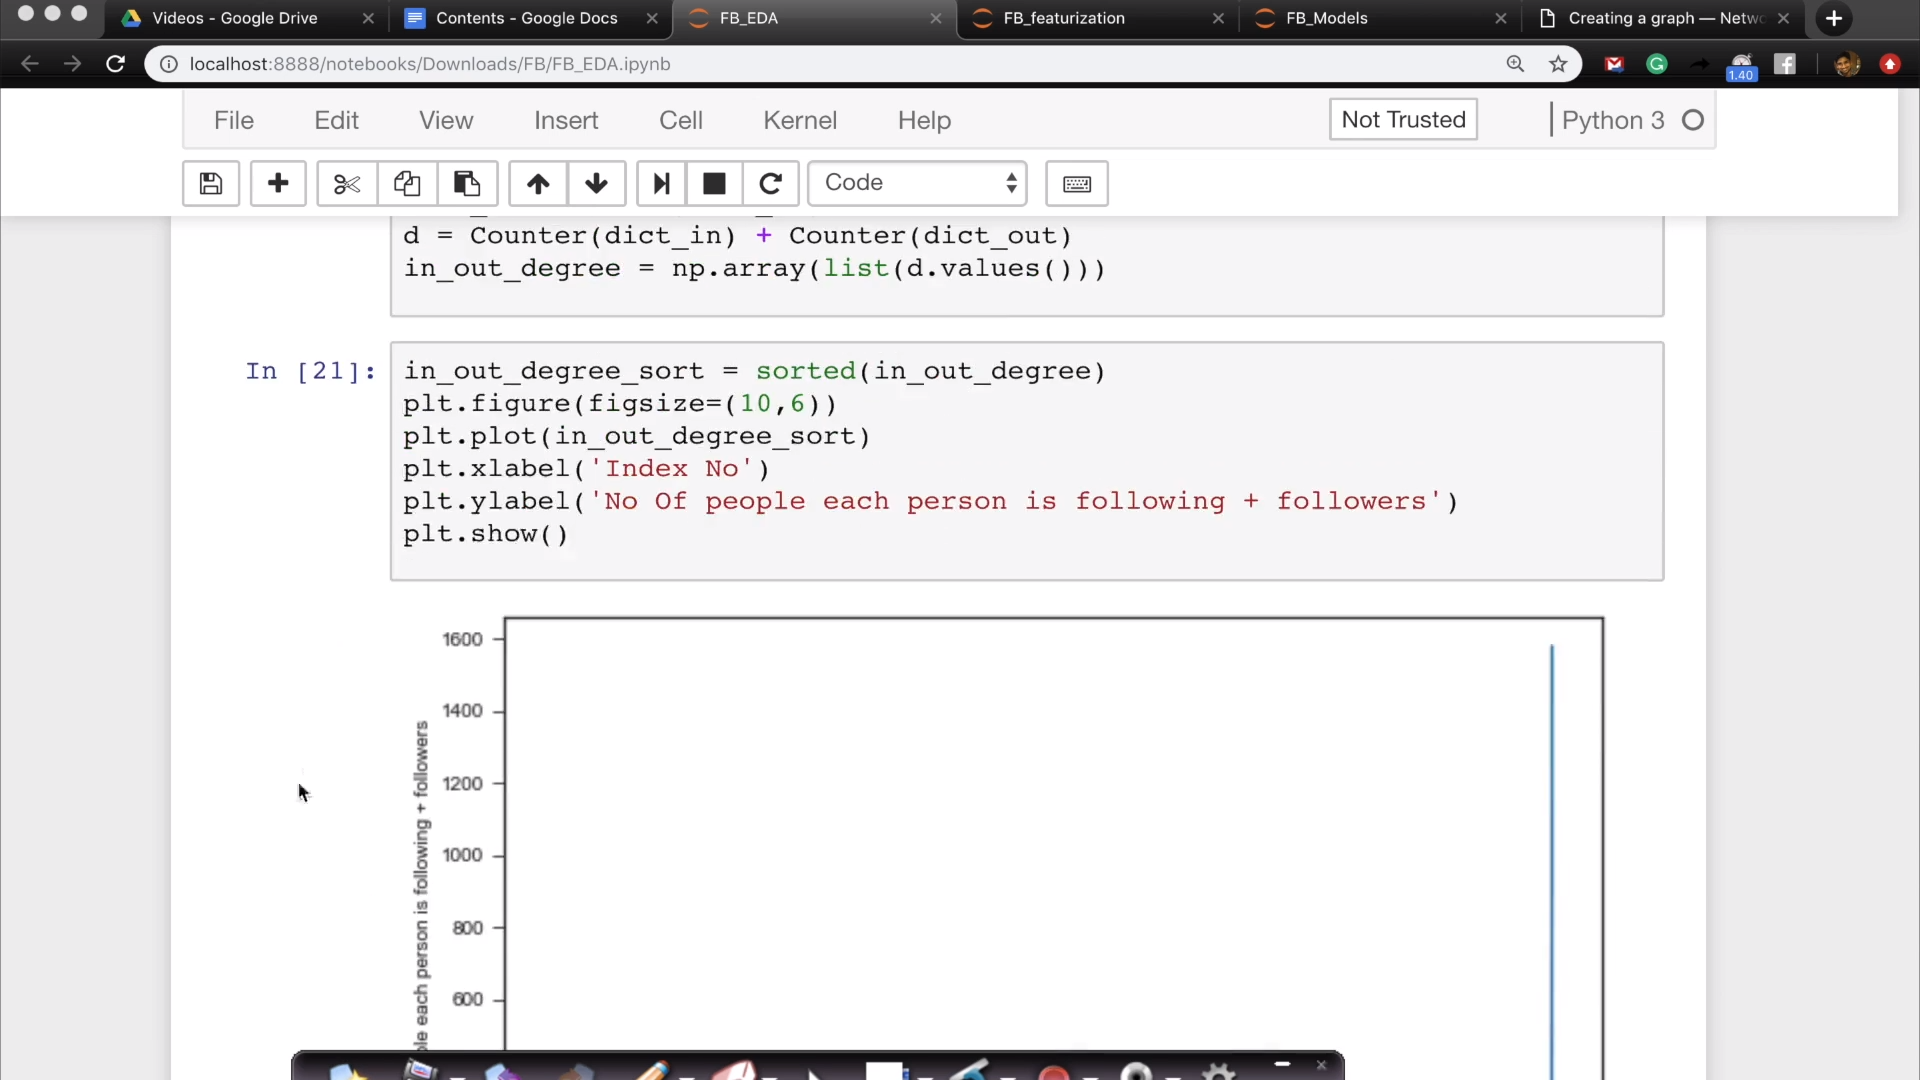 Videos - Google Drive
Contents - Google Docs
FB_EDA
FB_featurization
FB_Models
Creating a graph — Netw
localhost:8888/notebooks/Downloads/FB/FB_EDA.ipynb
1.40
File Edit View Insert Cell Kernel Help
Not Trusted
Python 3
Code
d = Counter(dict_in) + Counter(dict_out)
in_out_degree = np.array(list(d.values()))
In [21]:
in_out_degree_sort = sorted(in_out_degree)
plt.figure(figsize=(10,6))
plt.plot(in_out_degree_sort)
plt.xlabel('Index No')
plt.ylabel('No Of people each person is following + followers')
plt.show()
1600
1400
1200
1000
800
600
ple each person is following + followers